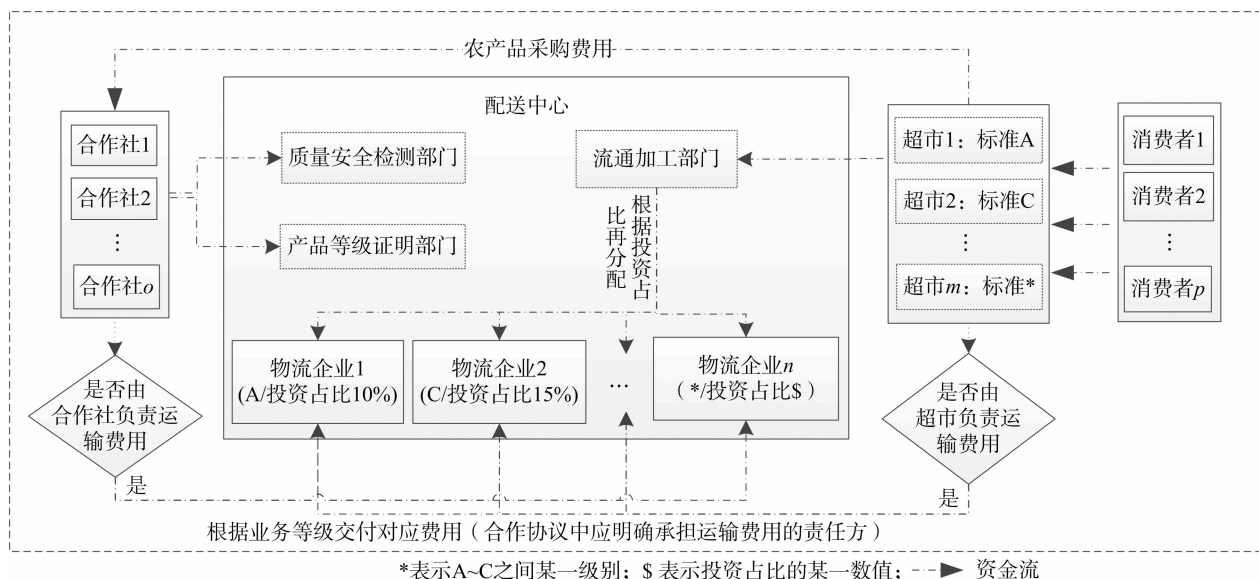 农产品采购费用
配送中心
合作社1
合作社2
⋮
合作社o
质量安全检测部门
产品等级证明部门
流通加工部门
根据投资占
比再分配
超市1：标准A
超市2：标准C
⋮
超市m：标准*
消费者1
消费者2
⋮
消费者p
物流企业1
(A/投资占比10%)
物流企业2
(C/投资占比15%)
…
物流企业n
（*/投资占比$）
是否由
合作社负责运
输费用
是否由
超市负责运
输费用
是
是
根据业务等级交付对应费用（合作协议中应明确承担运输费用的责任方）
*表示A~C之间某一级别；$ 表示投资占比的某一数值； 资金流